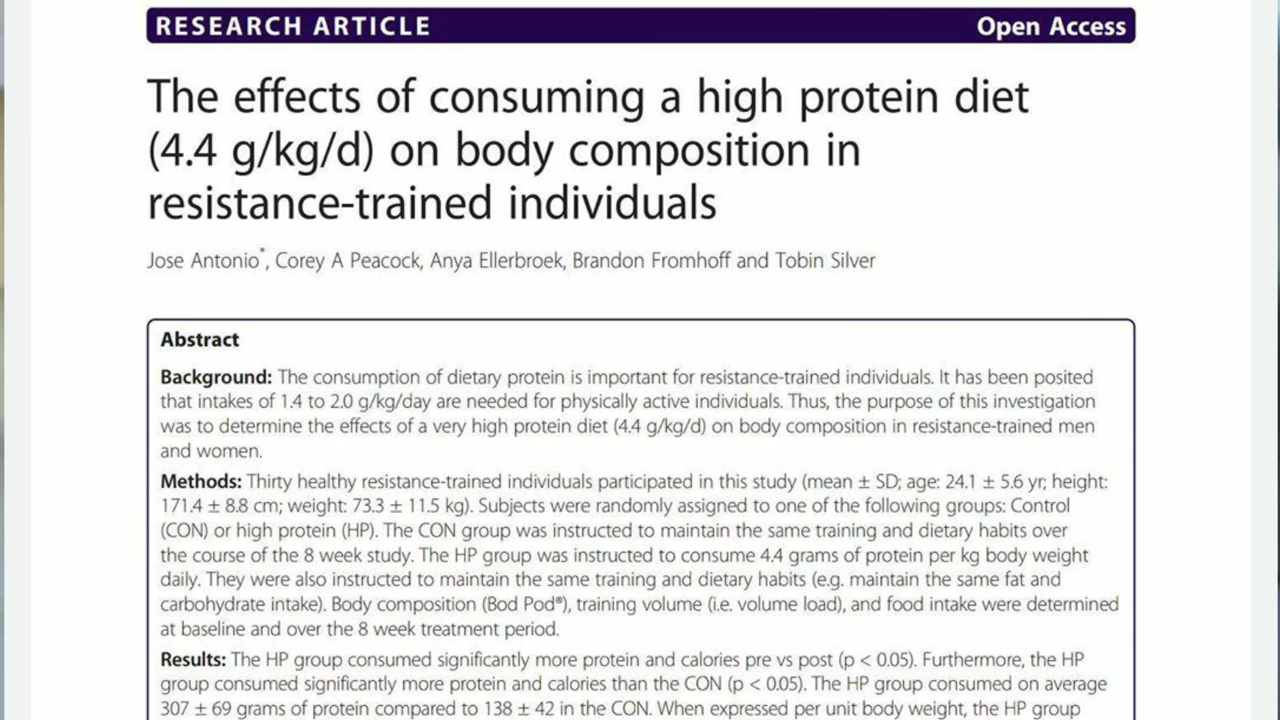 RESEARCH ARTICLE Open Access
The effects of consuming a high protein diet
(4.4 g/kg/d) on body composition in
resistance-trained individuals
Jose Antonio*, Corey A Peacock, Anya Ellerbroek, Brandon Fromhoff and Tobin Silver
Abstract
Background: The consumption of dietary protein is important for resistance-trained individuals. It has been posited
that intakes of 1.4 to 2.0 g/kg/day are needed for physically active individuals. Thus, the purpose of this investigation
was to determine the effects of a very high protein diet (4.4 g/kg/d) on body composition in resistance-trained men
and women.
Methods: Thirty healthy resistance-trained individuals participated in this study (mean ± SD; age: 24.1 ± 5.6 yr; height:
171.4 ± 8.8 cm; weight: 73.3 ± 11.5 kg). Subjects were randomly assigned to one of the following groups: Control
(CON) or high protein (HP). The CON group was instructed to maintain the same training and dietary habits over
the course of the 8 week study. The HP group was instructed to consume 4.4 grams of protein per kg body weight
daily. They were also instructed to maintain the same training and dietary habits (e.g. maintain the same fat and
carbohydrate intake). Body composition (Bod Pod®), training volume (i.e. volume load), and food intake were determined
at baseline and over the 8 week treatment period.
Results: The HP group consumed significantly more protein and calories pre vs post (p < 0.05). Furthermore, the HP
group consumed significantly more protein and calories than the CON (p < 0.05). The HP group consumed on average
307 ± 69 grams of protein compared to 138 ± 42 in the CON. When expressed per unit body weight, the HP group